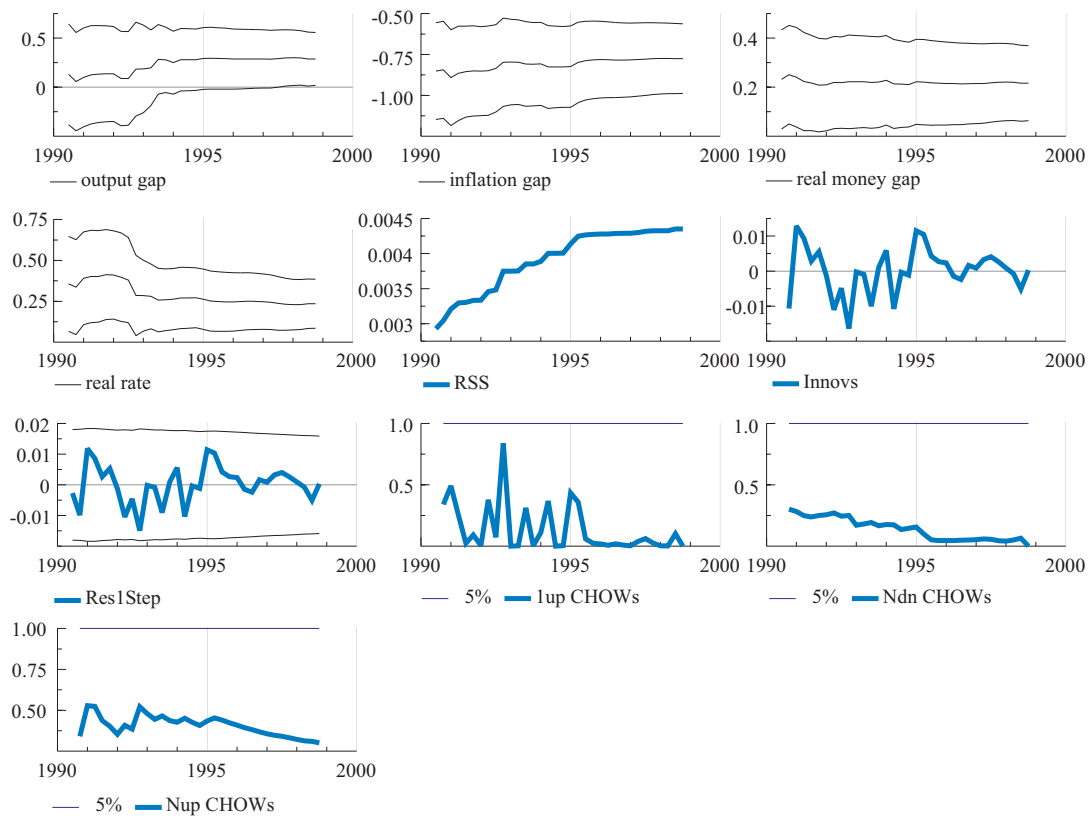 0.5
0
1990 1995 2000
output gap
-0.50
-0.75
-1.00
1990 1995 2000
inflation gap
0.4
0.2
1990 1995 2000
real money gap
0.75
0.50
0.25
1990 1995 2000
real rate
0.0045
0.004
0.0035
0.003
1990 1995 2000
RSS
0.01
0
-0.01
1990 1995 2000
Innovs
0.02
0.01
0
-0.01
1990 1995 2000
Res1Step
1.0
0.5
1990 1995 2000
5% 1up CHOWs
1.0
0.5
1990 1995 2000
5% Ndn CHOWs
1.00
0.75
0.50
1990 1995 2000
5% Nup CHOWs